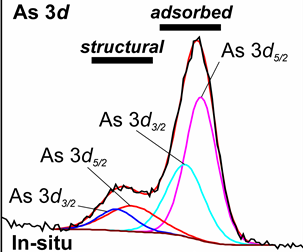 As 3d
adsorbed
structural
As 3d5/2
As 3d3/2
As 3d5/2
As 3d3/2
In-situ